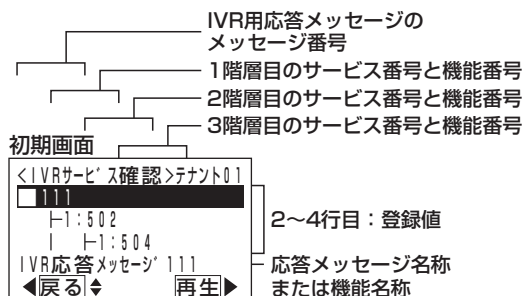 IVR用応答メッセージの
メッセージ番号
1階層目のサービス番号と機能番号
2階層目のサービス番号と機能番号
3階層目のサービス番号と機能番号
初期画面
<IVRサービス確認>テナント01
111
├1:502
| ├1:504
IVR応答メッセージ111
◀戻る♦ 再生▶
2〜4行目：登録値
応答メッセージ名称
または機能名称